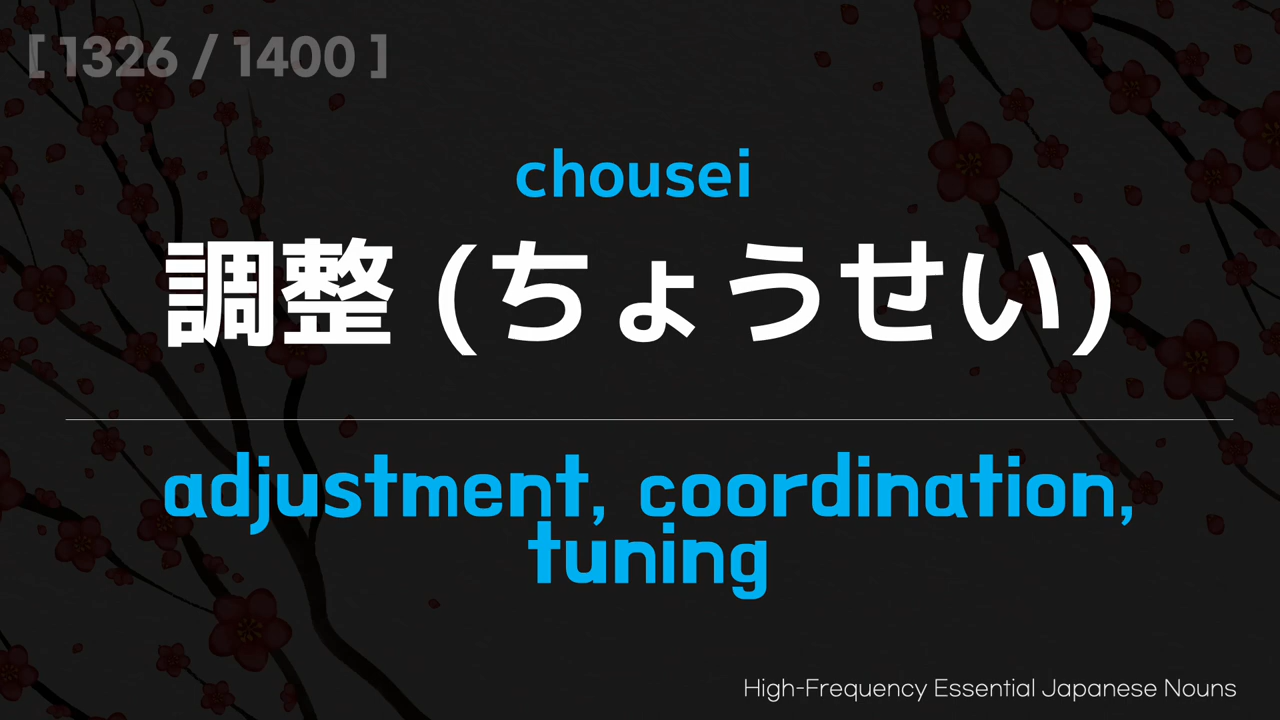 [ 1326 / 1400 ]
chousei
調整 (ちょうせい)
adjustment, coordination,
tuning
High-Frequency Essential Japanese Nouns